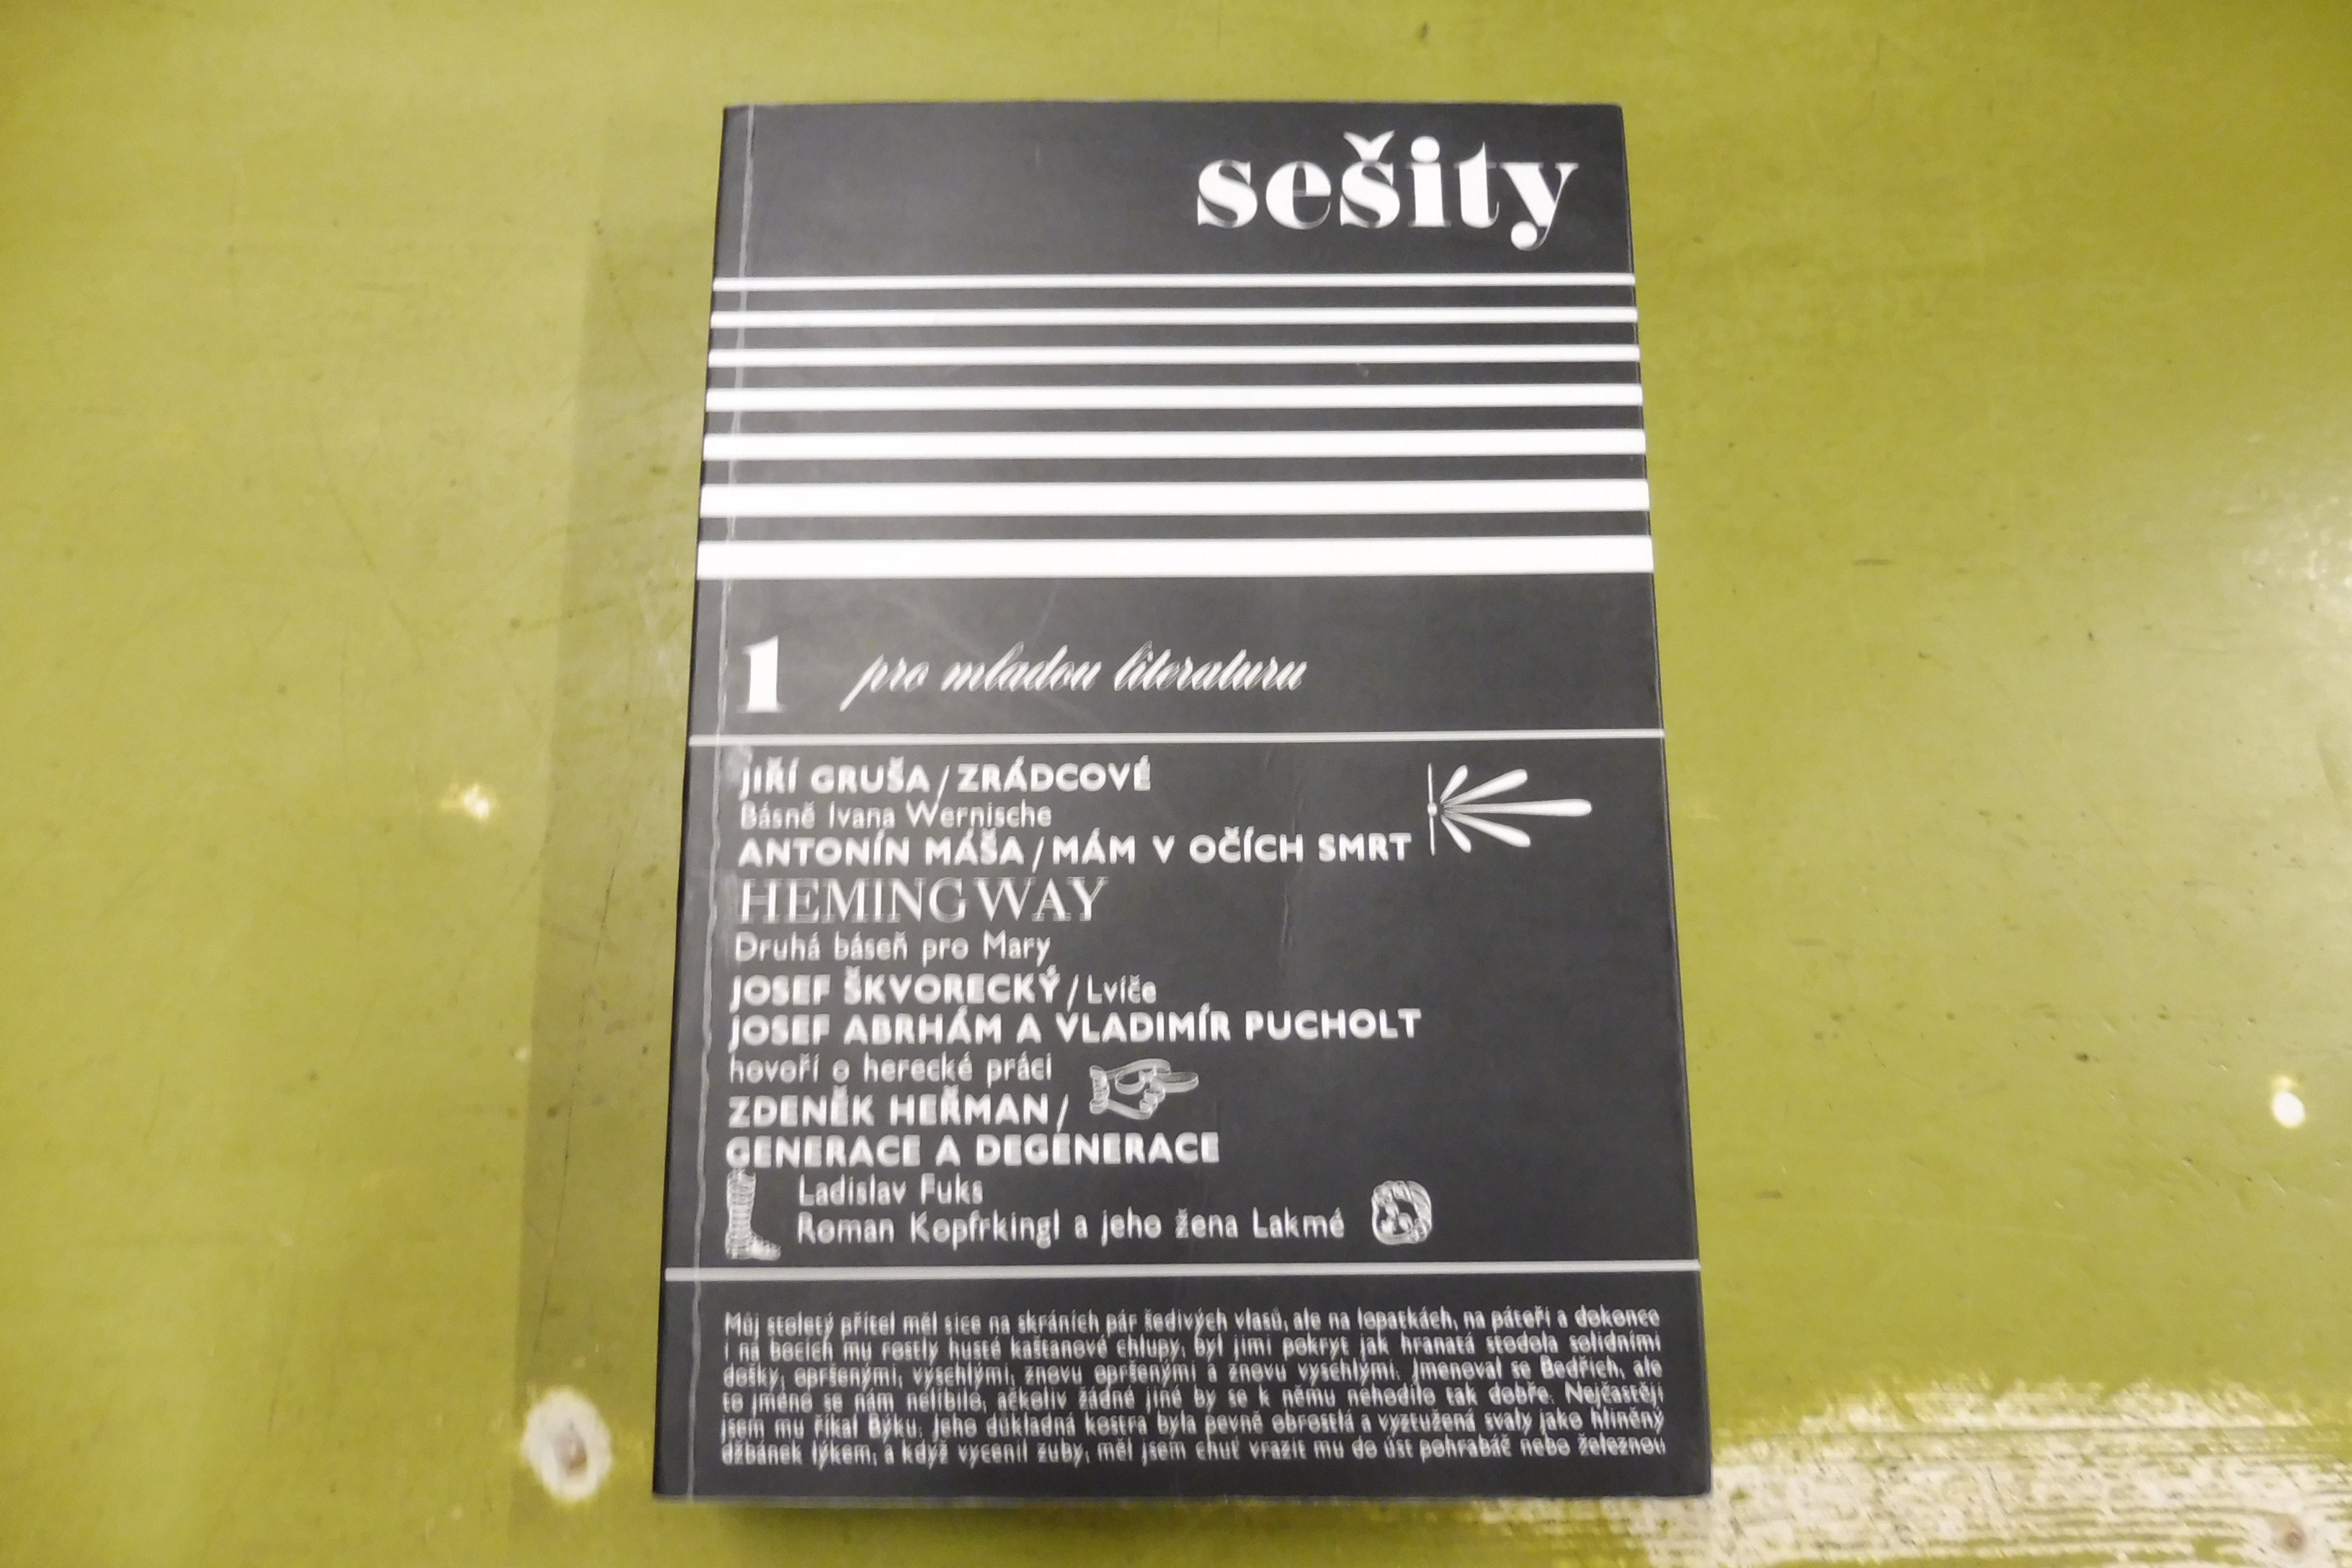 sešity
1 pro mladou literaturu
JIŘÍ GRUŠA / ZRÁDCOVÉ
Básně Ivana Wernische
ANTONÍN MÁŠA / MÁM V OČÍCH SMRT
HEMINGWAY
Druhá báseň pro Mary
JOSEF ŠKVORECKÝ / Lvíče
JOSEF ABRHÁM A VLADIMÍR PUCHOLT
hovoří o herecké práci
ZDENĚK HEŘMAN /
GENERACE A DEGENERACE
Ladislav Fuks
Roman Kopfrkingl a jeho žena Lakmé
Můj stoletý přítel měl sice na skráních pár šedivých vlasů, ale na lopatkách, na páteři a dokonce
i na bocích mu rostly husté kaštanové chlupy, byl jimi pokryt jak hranatá stodola solidními
došky, opršenými, vyschlými, znovu opršenými a znovu vyschlými. Jmenoval se Bedřich, ale
to jméno se nám nelíbilo, ačkoliv žádné jiné by se k němu nehodilo tak dobře. Nejčastěji
jsem mu říkal Býku. Jeho důkladná kostra byla pevně obrostlá a vyztužená svaly jako hliněný
džbánek lýkem, a když vycenil zuby, měl jsem chuť vrazit mu do úst pohrabáč nebo železnou